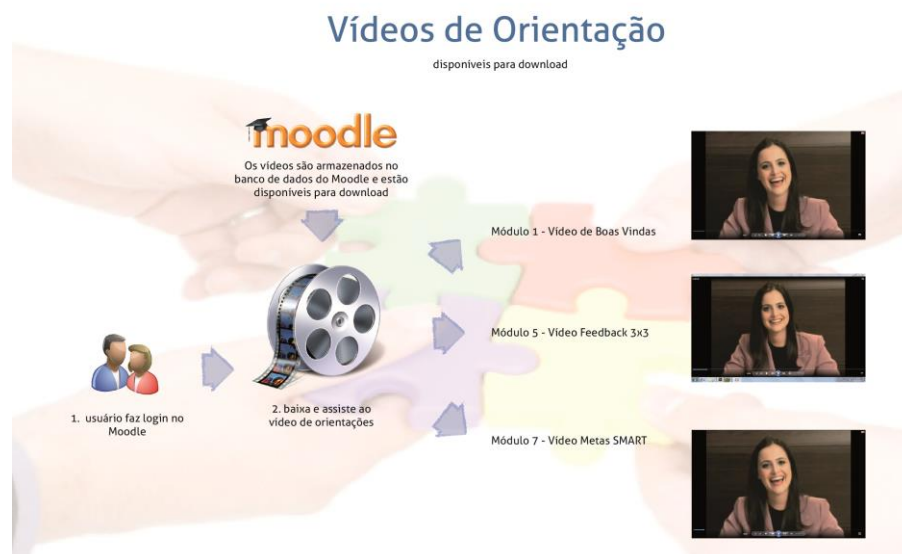 Vídeos de Orientação
disponíveis para download
moodle
Os vídeos são armazenados no
banco de dados do Moodle e estão
disponíveis para download
Módulo 1 - Vídeo de Boas Vindas
Módulo 5 - Vídeo Feedback 3x3
1. usuário faz login no
Moodle
2. baixa e assiste ao
vídeo de orientações
Módulo 7 - Vídeo Metas SMART